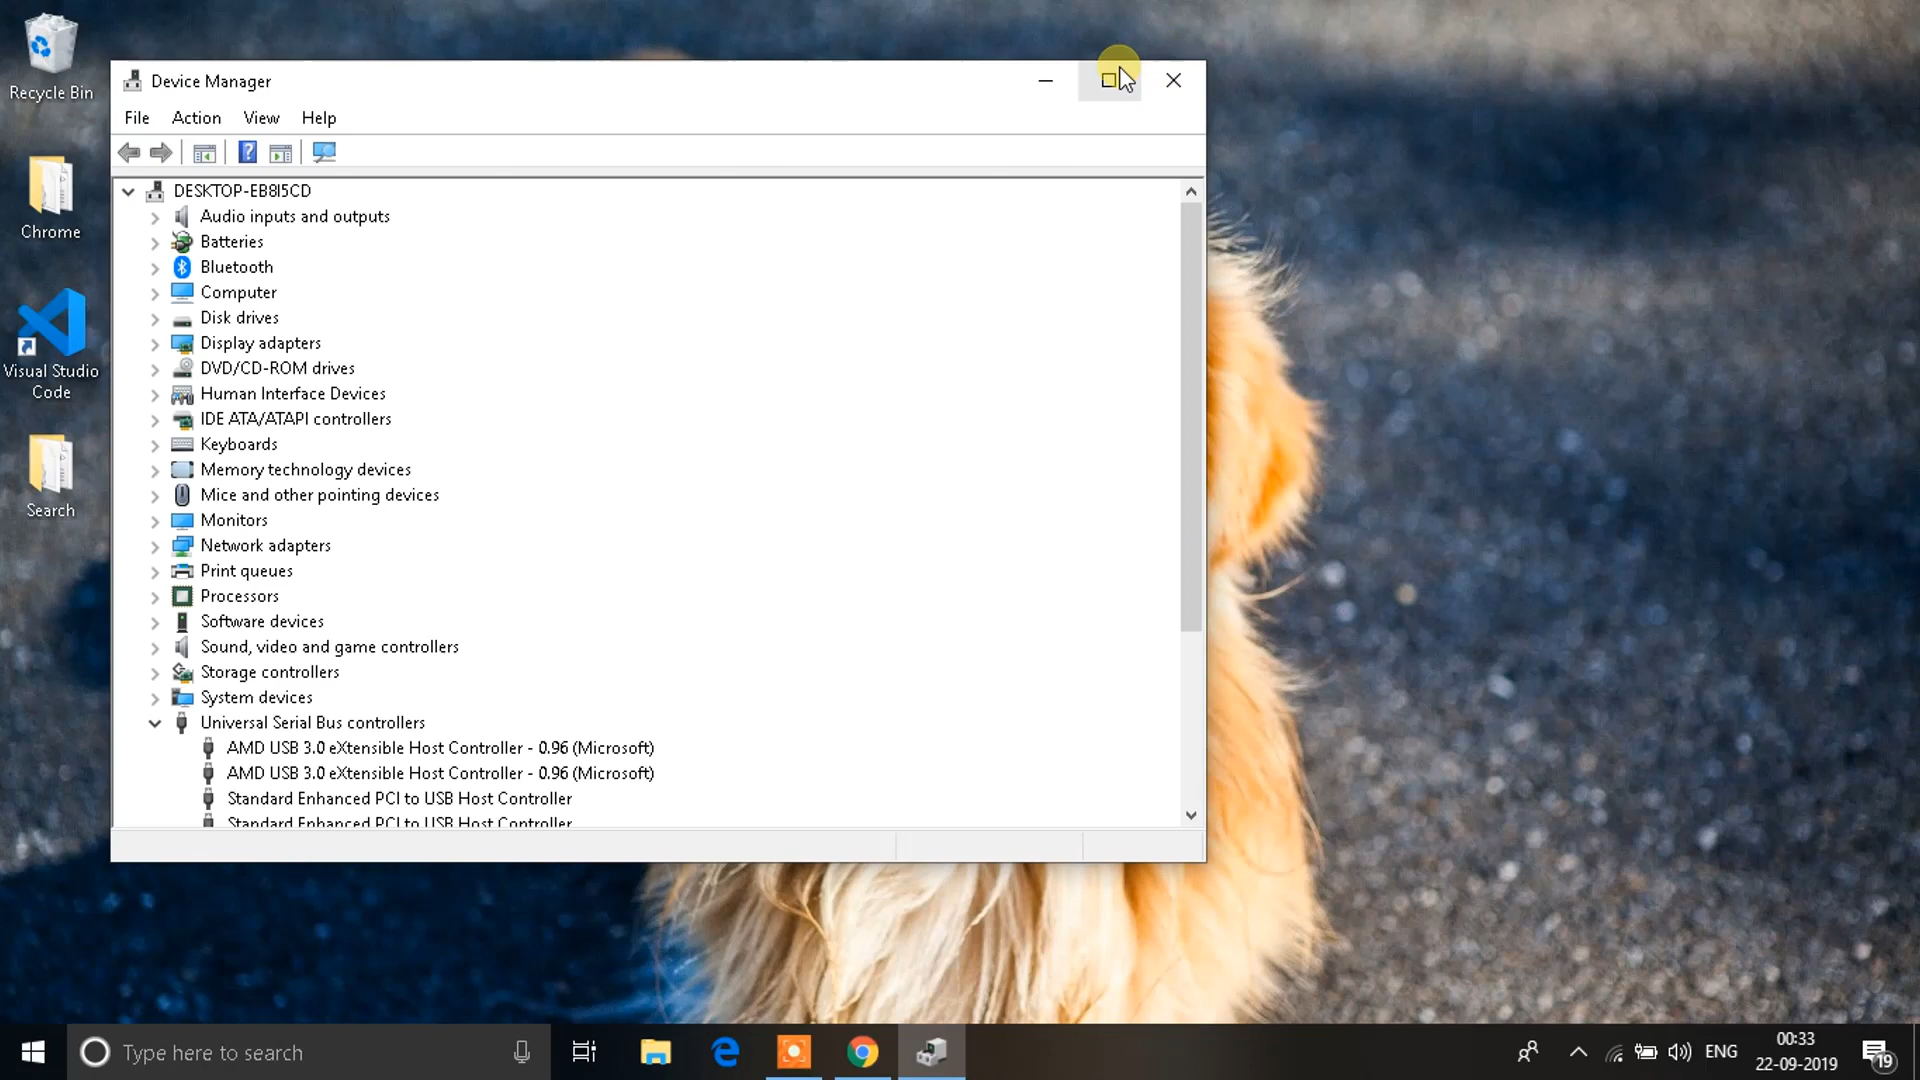 Recycle Bin
Chrome
Visual Studio
Code
Search
Device Manager
File Action View Help
DESKTOP-EB8I5CD
Audio inputs and outputs
Batteries
Bluetooth
Computer
Disk drives
Display adapters
DVD/CD-ROM drives
Human Interface Devices
IDE ATA/ATAPI controllers
Keyboards
Memory technology devices
Mice and other pointing devices
Monitors
Network adapters
Print queues
Processors
Software devices
Sound, video and game controllers
Storage controllers
System devices
Universal Serial Bus controllers
AMD USB 3.0 eXtensible Host Controller - 0.96 (Microsoft)
AMD USB 3.0 eXtensible Host Controller - 0.96 (Microsoft)
Standard Enhanced PCI to USB Host Controller
Standard Enhanced PCI to USB Host Controller
Type here to search
ENG
00:33
22-09-2019
19